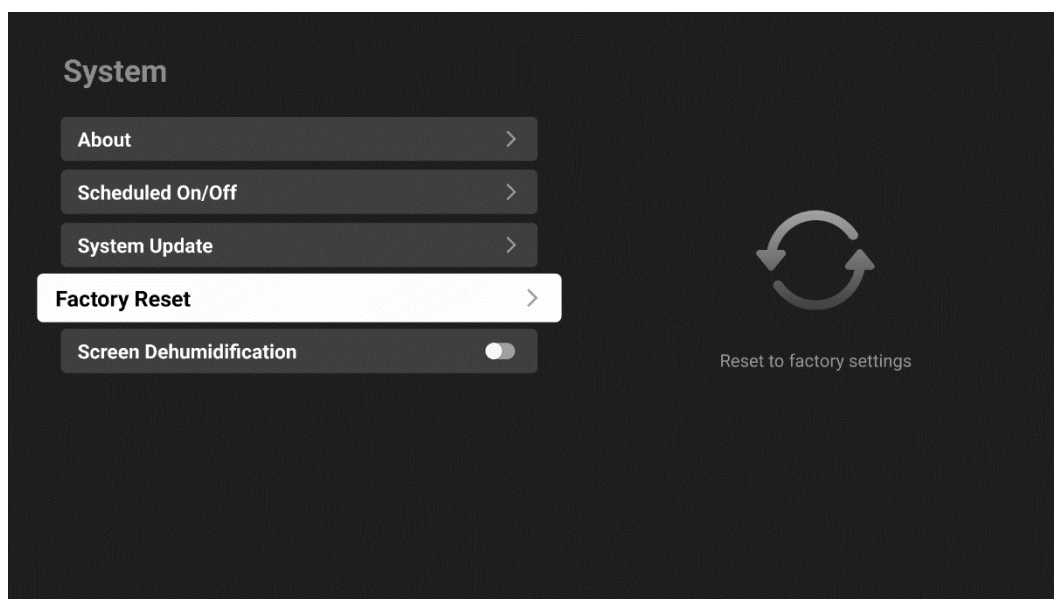 System
About
Scheduled On/Off
System Update
Factory Reset
Screen Dehumidification
Reset to factory settings